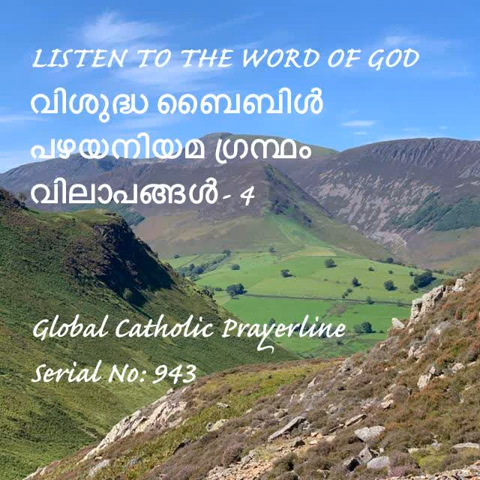 LISTEN TO THE WORD OF GOD
വിശുദ്ധ ബൈബിൾ
പഴയനിയമ ഗ്രന്ഥം
വിലാപങ്ങൾ - 4
Global Catholic Prayerline
Serial No: 943